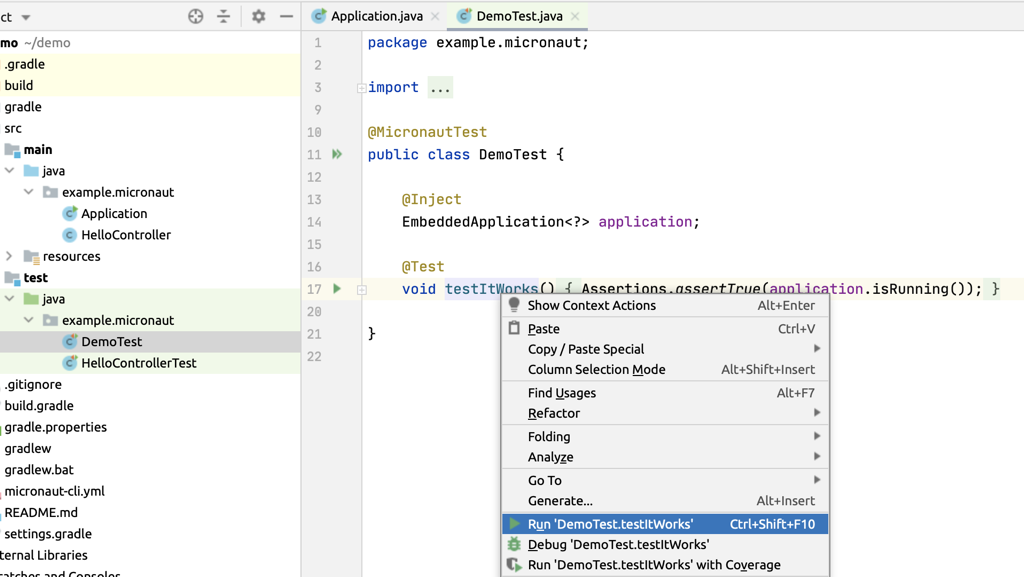 ct
mo ~/demo
.gradle
build
gradle
src
main
java
example.micronaut
Application
HelloController
resources
test
java
example.micronaut
DemoTest
HelloControllerTest
.gitignore
build.gradle
gradle.properties
gradlew
gradlew.bat
micronaut-cli.yml
README.md
settings.gradle
ternal Libraries
ratches and Consoles
Application.java
DemoTest.java
1 package example.micronaut;
2
3 import ...
9
10 @MicronautTest
11 public class DemoTest {
12
13 @Inject
14 EmbeddedApplication<?> application;
15
16 @Test
17 void testItWorks() { Assertions.assertTrue(application.isRunning()); }
20
21 }
22
Show Context Actions Alt+Enter
Paste Ctrl+V
Copy / Paste Special
Column Selection Mode Alt+Shift+Insert
Find Usages Alt+F7
Refactor
Folding
Analyze
Go To
Generate... Alt+Insert
Run 'DemoTest.testItWorks' Ctrl+Shift+F10
Debug 'DemoTest.testItWorks'
Run 'DemoTest.testItWorks' with Coverage